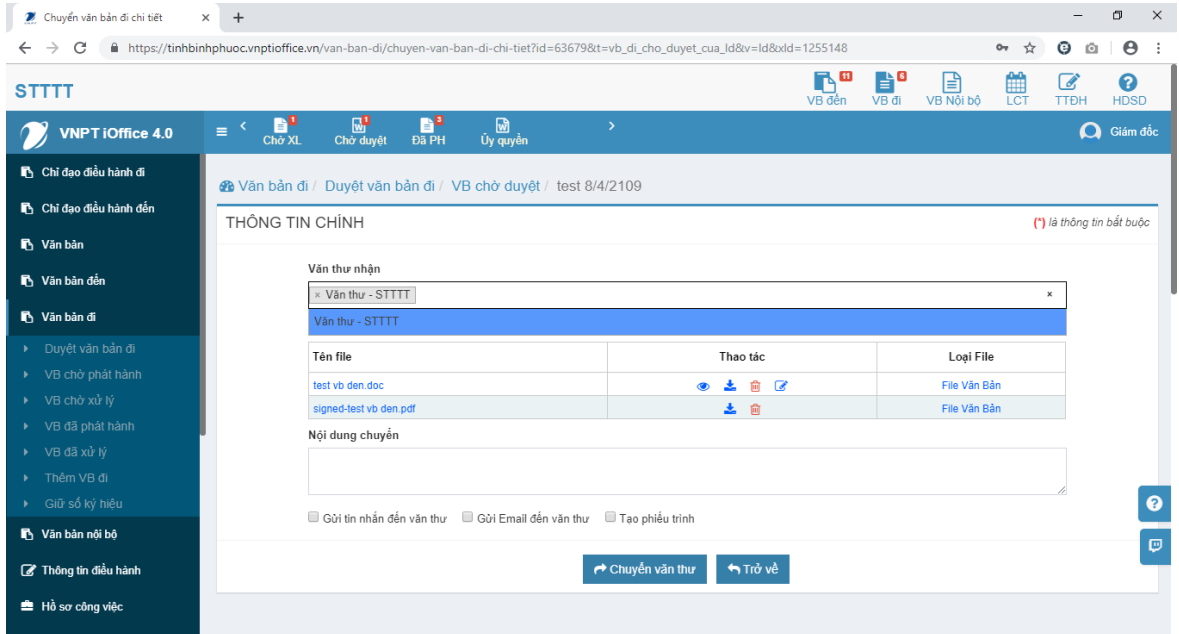 Chuyển văn bản đi chi tiết
https://tinhbinhphuoc.vnptioffice.vn/van-ban-di/chuyen-van-ban-di-chi-tiet?id=63679&t=vb_di_cho_duyet_cua_ld&v=ld&xld=1255148
STTTT
11 6
VB đến VB đi VB Nội bộ LCT TTĐH HDSD
VNPT iOffice 4.0
1 1 3
Chờ XL Chờ duyệt Đã PH Ủy quyền
Giám đốc
Chỉ đạo điều hành đi
Chỉ đạo điều hành đến
Văn bản
Văn bản đến
Văn bản đi
Duyệt văn bản đi
VB chờ phát hành
VB chờ xử lý
VB đã phát hành
VB đã xử lý
Thêm VB đi
Giữ số ký hiệu
Văn bản nội bộ
Thông tin điều hành
Hồ sơ công việc
Văn bản đi / Duyệt văn bản đi / VB chờ duyệt / test 8/4/2109
THÔNG TIN CHÍNH
(*) là thông tin bắt buộc
Văn thư nhận
× Văn thư - STTTT ×
Văn thư - STTTT
Tên file Thao tác Loại File
test vb den.doc File Văn Bản
signed-test vb den.pdf File Văn Bản
Nội dung chuyển
Gửi tin nhắn đến văn thư Gửi Email đến văn thư Tạo phiếu trình
Chuyển văn thư Trở về